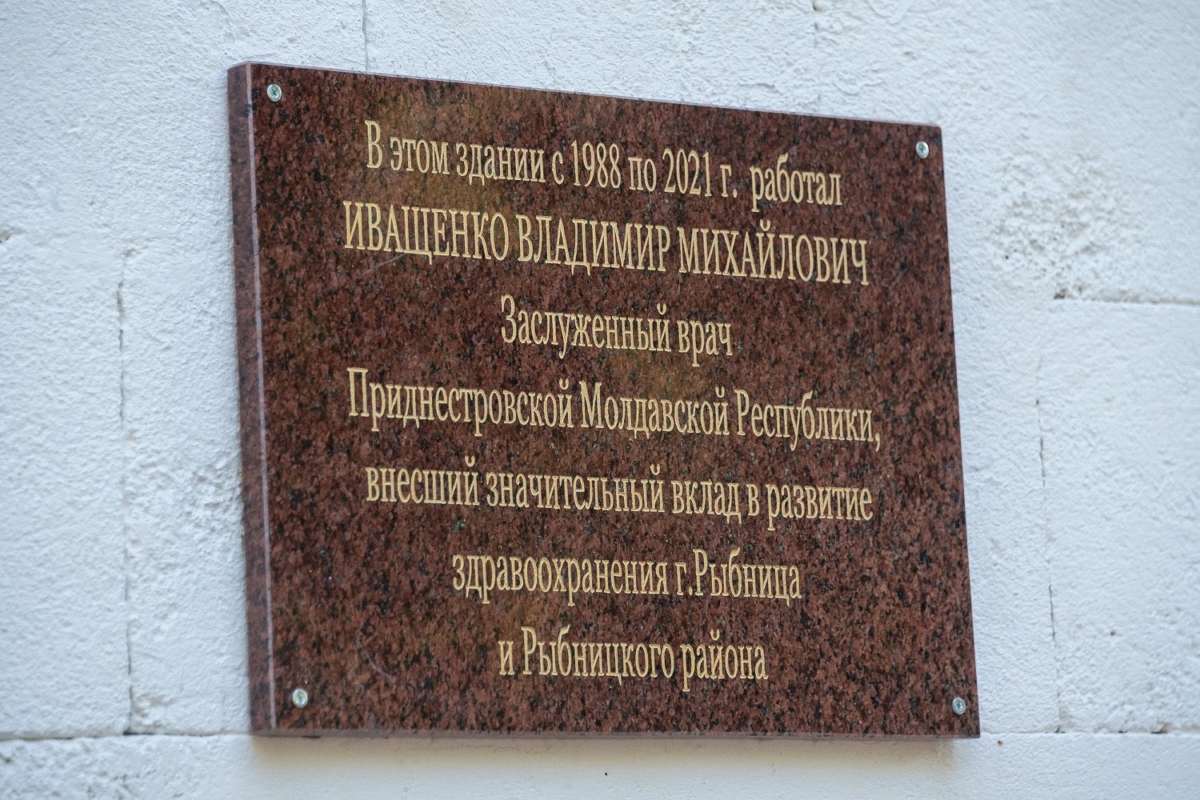 В этом здании с 1988 по 2021 г. работал
ИВАЩЕНКО ВЛАДИМИР МИХАЙЛОВИЧ
Заслуженный врач
Приднестровской Молдавской Республики,
внесший значительный вклад в развитие
здравоохранения г.Рыбница
и Рыбницкого района